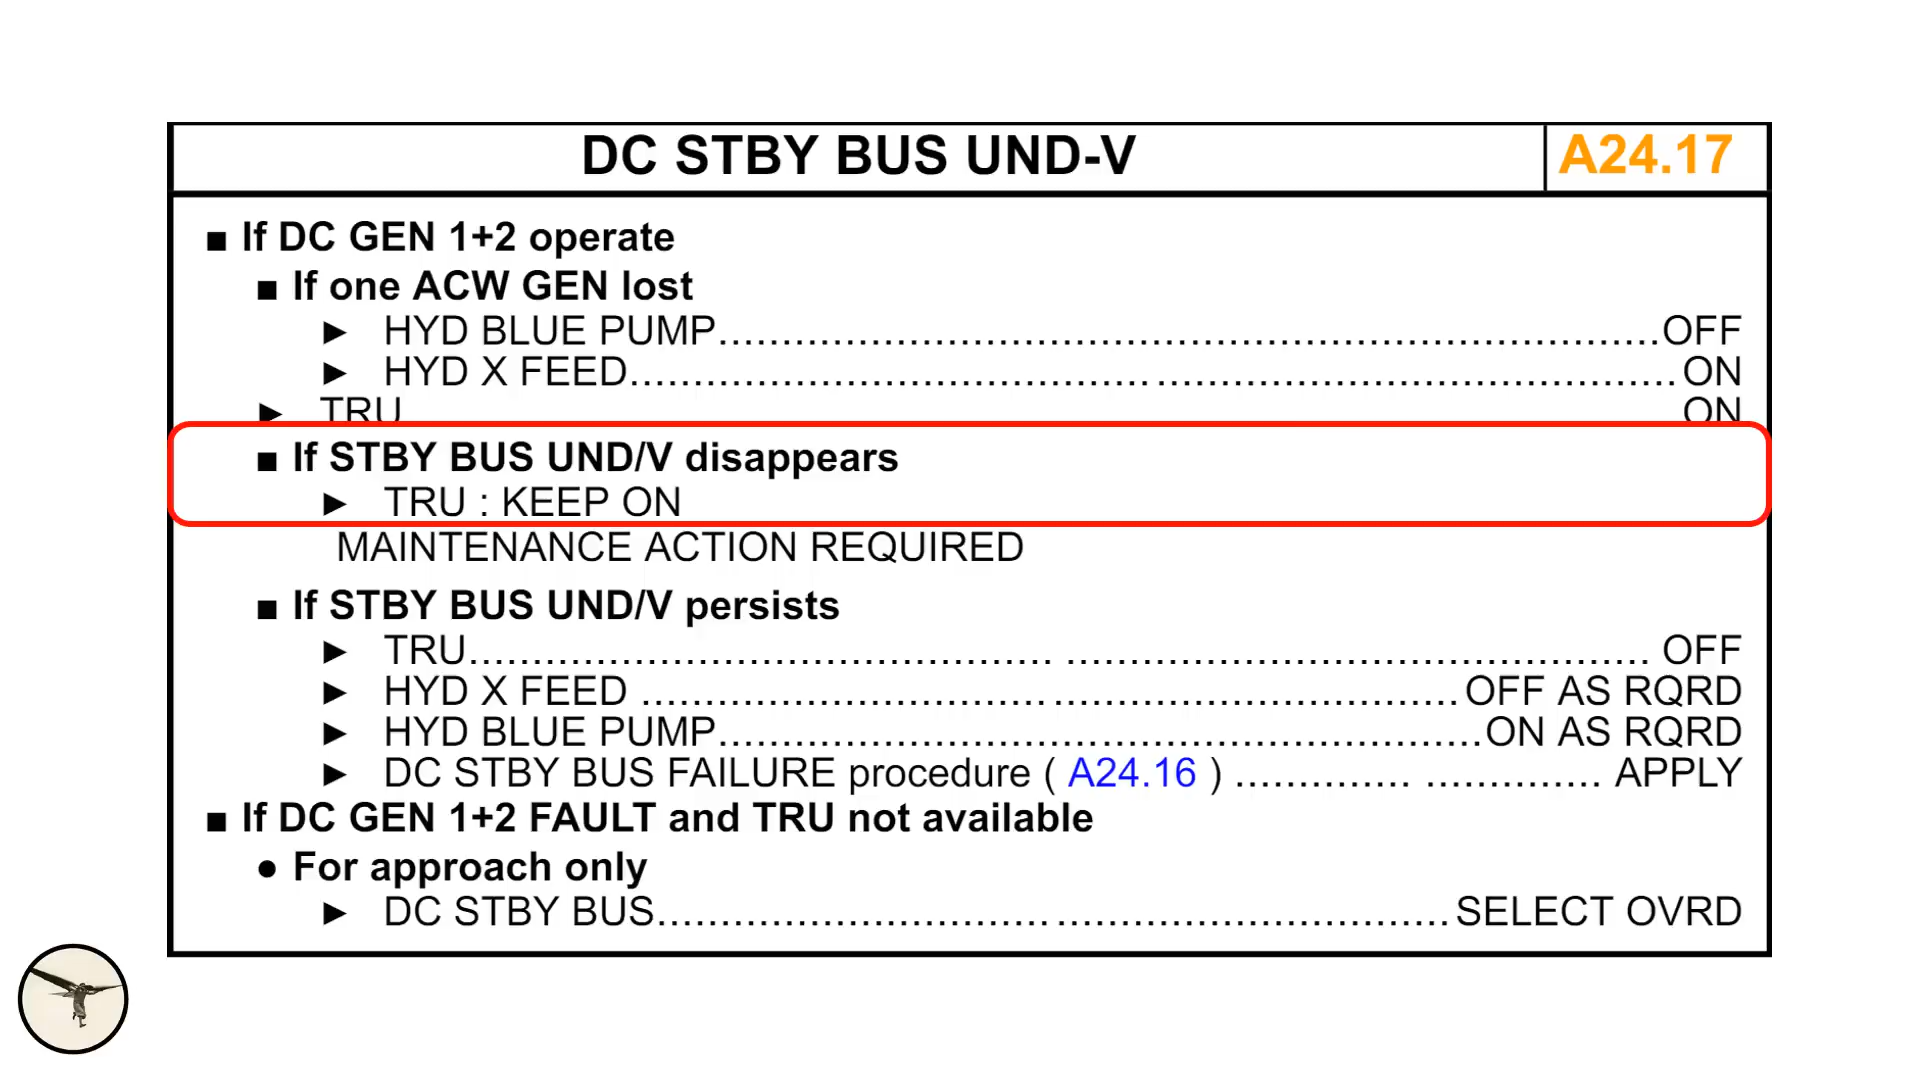 DC STBY BUS UND-V
A24.17
■ If DC GEN 1+2 operate
■ If one ACW GEN lost
► HYD BLUE PUMP........................................................................OFF
► HYD X FEED................................................................................ON
► TRU ON
■ If STBY BUS UND/V disappears
► TRU : KEEP ON
MAINTENANCE ACTION REQUIRED
■ If STBY BUS UND/V persists
► TRU............................................. ............................................. OFF
► HYD X FEED ...............................................................OFF AS RQRD
► HYD BLUE PUMP...........................................................ON AS RQRD
► DC STBY BUS FAILURE procedure ( A24.16 ) .............. .............. APPLY
■ If DC GEN 1+2 FAULT and TRU not available
● For approach only
► DC STBY BUS.............................................................SELECT OVRD